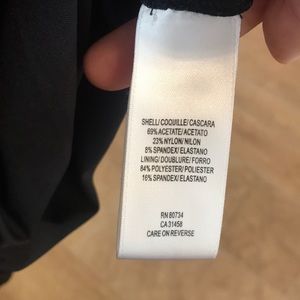 SHELL/ COQUILLE/ CASCARA
69% ACETATE/ ACETATO
23% NYLON/ NILON
8% SPANDEX/ ELASTANO
LINING/ DOUBLURE/ FORRO
84% POLYESTER/ POLIESTER
16% SPANDEX/ ELASTANO
RN 80734
CA 31458
CARE ON REVERSE